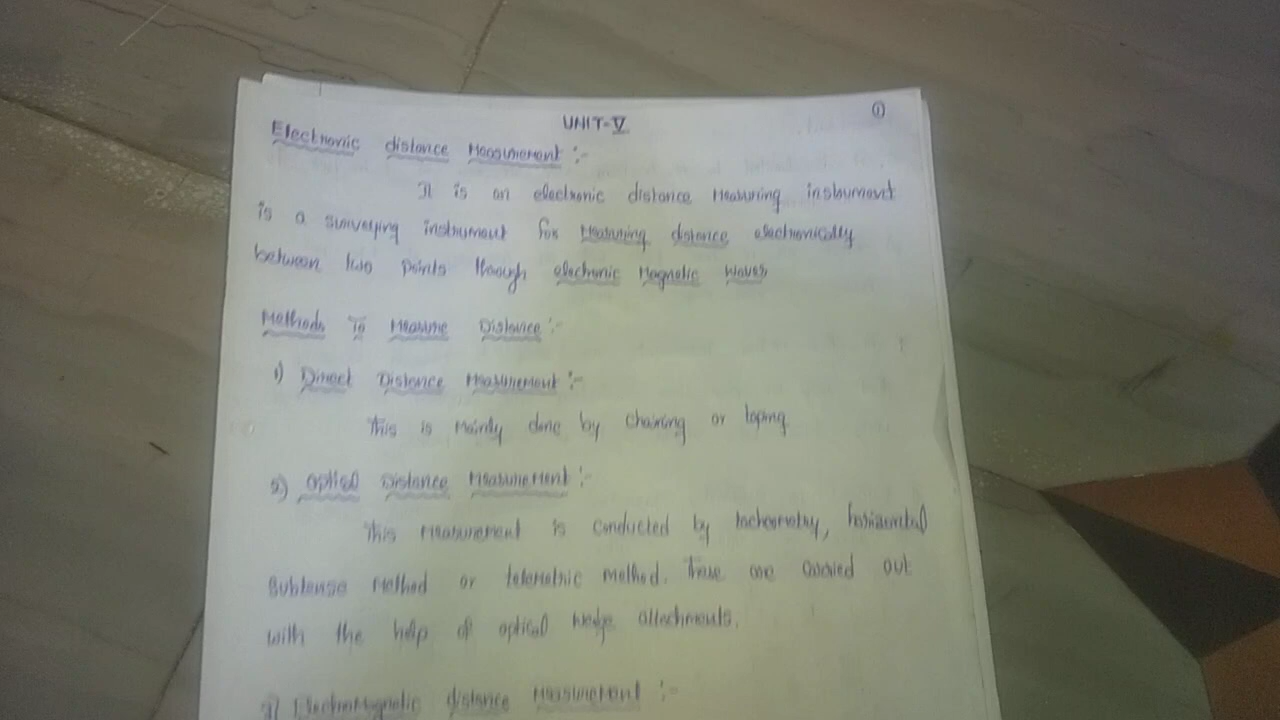 ①
UNIT-V
Electronic distance Measurement :-
It is an electronic distance Measuring instrument
is a surveying instrument for Measuring distance electronically
between two points through electronic Magnetic waves
Methods To Measure Distance :-
1) Direct Distance Measurement :-
This is Mainly done by chaining or taping
2) Optical Distance Measurement :-
This Measurement is conducted by tacheometry, horizontal
Subtense Method or telemetric method. These are carried out
with the help of optical wedge attachments.
3) ElectroMagnetic distance Measurement :-